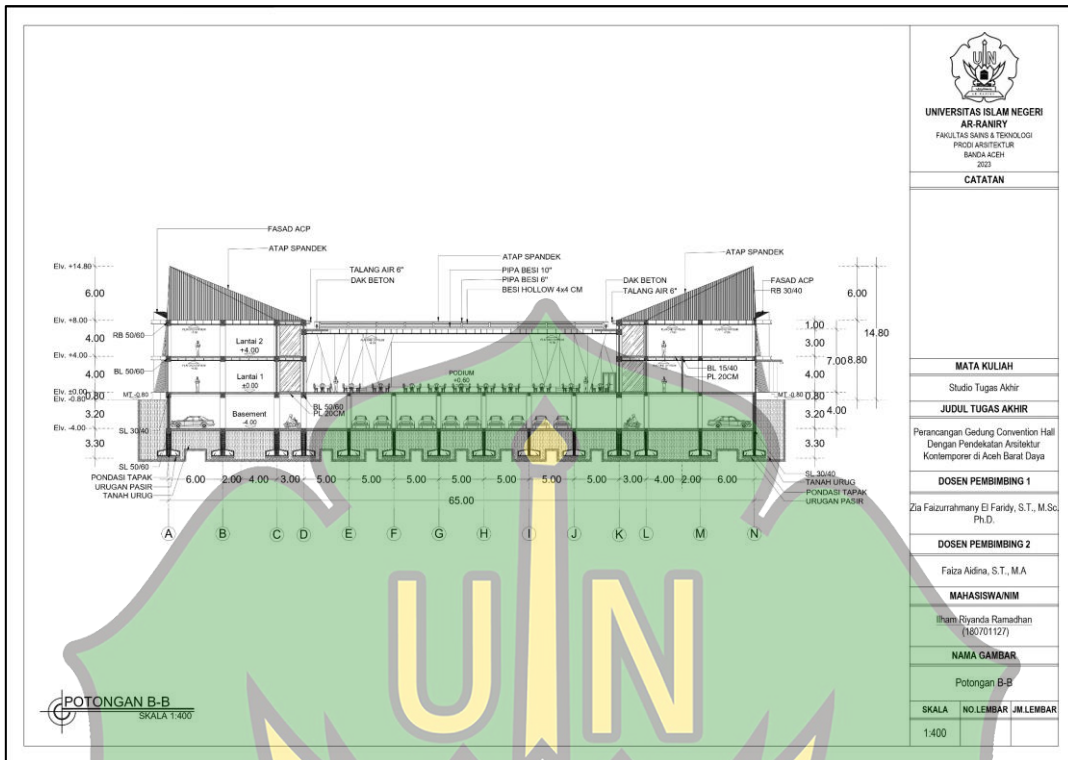 UIN
AR-RANIRY
UNIVERSITAS ISLAM NEGERI
AR-RANIRY
FAKULTAS SAINS & TEKNOLOGI
PRODI ARSITEKTUR
BANDA ACEH
2023
CATATAN
MATA KULIAH
Studio Tugas Akhir
JUDUL TUGAS AKHIR
Perancangan Gedung Convention Hall
Dengan Pendekatan Arsitektur
Kontemporer di Aceh Barat Daya
DOSEN PEMBIMBING 1
Zia Faizurrahmany El Faridy, S.T., M.Sc.
Ph.D.
DOSEN PEMBIMBING 2
Faiza Aidina, S.T., M.A
MAHASISWA/NIM
Ilham Riyanda Ramadhan
(180701127)
NAMA GAMBAR
Potongan B-B
SKALA NO.LEMBAR JM.LEMBAR
1:400
FASAD ACP
ATAP SPANDEK
TALANG AIR 6"
DAK BETON
ATAP SPANDEK
PIPA BESI 10"
PIPA BESI 6"
BESI HOLLOW 4x4 CM
DAK BETON
TALANG AIR 6"
ATAP SPANDEK
FASAD ACP
RB 30/40
Elv. +14.80
6.00
Elv. +8.00
RB 50/60
4.00
Elv. +4.00
BL 50/60
4.00
Elv. ±0.00
0.80
Elv. -0.80
MT. -0.80
3.20
Elv. -4.00
SL 30/40
3.30
SL 50/60
PONDASI TAPAK
URUGAN PASIR
TANAH URUG
Lantai 2
+4.00
Lantai 1
±0.00
Basement
-4.00
BL 50/60
PL 20CM
PODIUM
+0.60
BL 15/40
PL 20CM
MT. -0.80
6.00
14.80
1.00
3.00
7.00
8.80
4.00
0.80
3.20
4.00
3.30
SL 30/40
TANAH URUG
PONDASI TAPAK
URUGAN PASIR
6.00 2.00 4.00 3.00 5.00 5.00 5.00 5.00 5.00 5.00 5.00 3.00 4.00 2.00 6.00
65.00
A B C D E F G H I J K L M N
POTONGAN B-B
SKALA 1:400
UIN